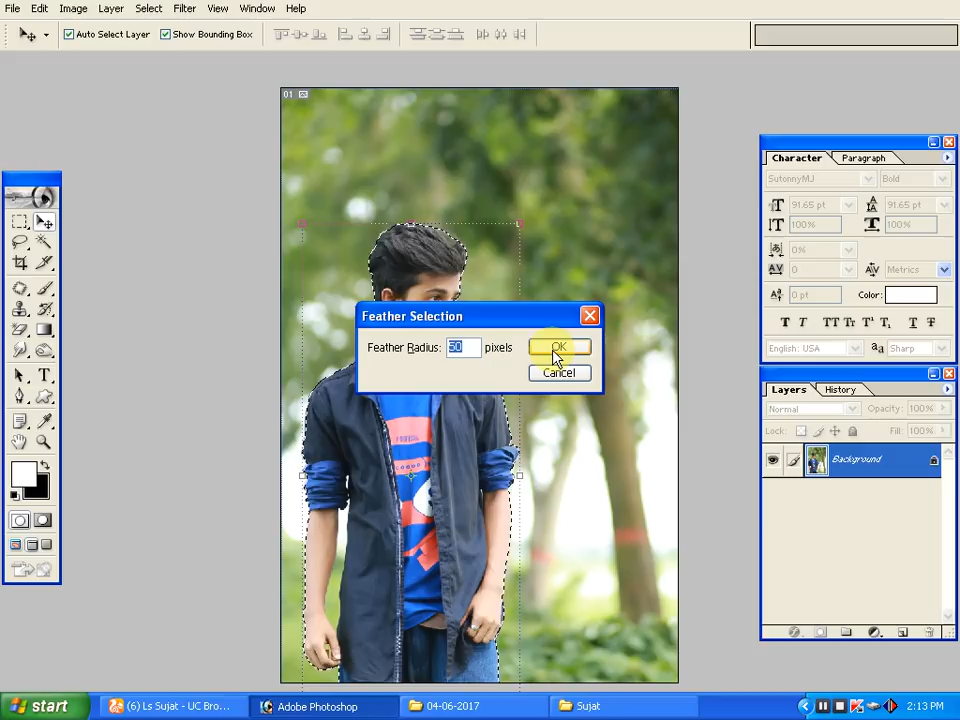 File Edit Image Layer Select Filter View Window Help
Auto Select Layer Show Bounding Box
01
Character Paragraph
SutonnyMJ Bold
91.65 pt 91.65 pt
100% 100%
0%
0 Metrics
0 pt Color:
T T TT Tr T¹ T₁ T T
English: USA aa Sharp
Feather Selection
Feather Radius: 50 pixels OK
Cancel
Layers History
Normal Opacity: 100%
Lock: Fill: 100%
Background
start (6) Ls Sujat - UC Bro... Adobe Photoshop 04-06-2017 Sujat 2:13 PM